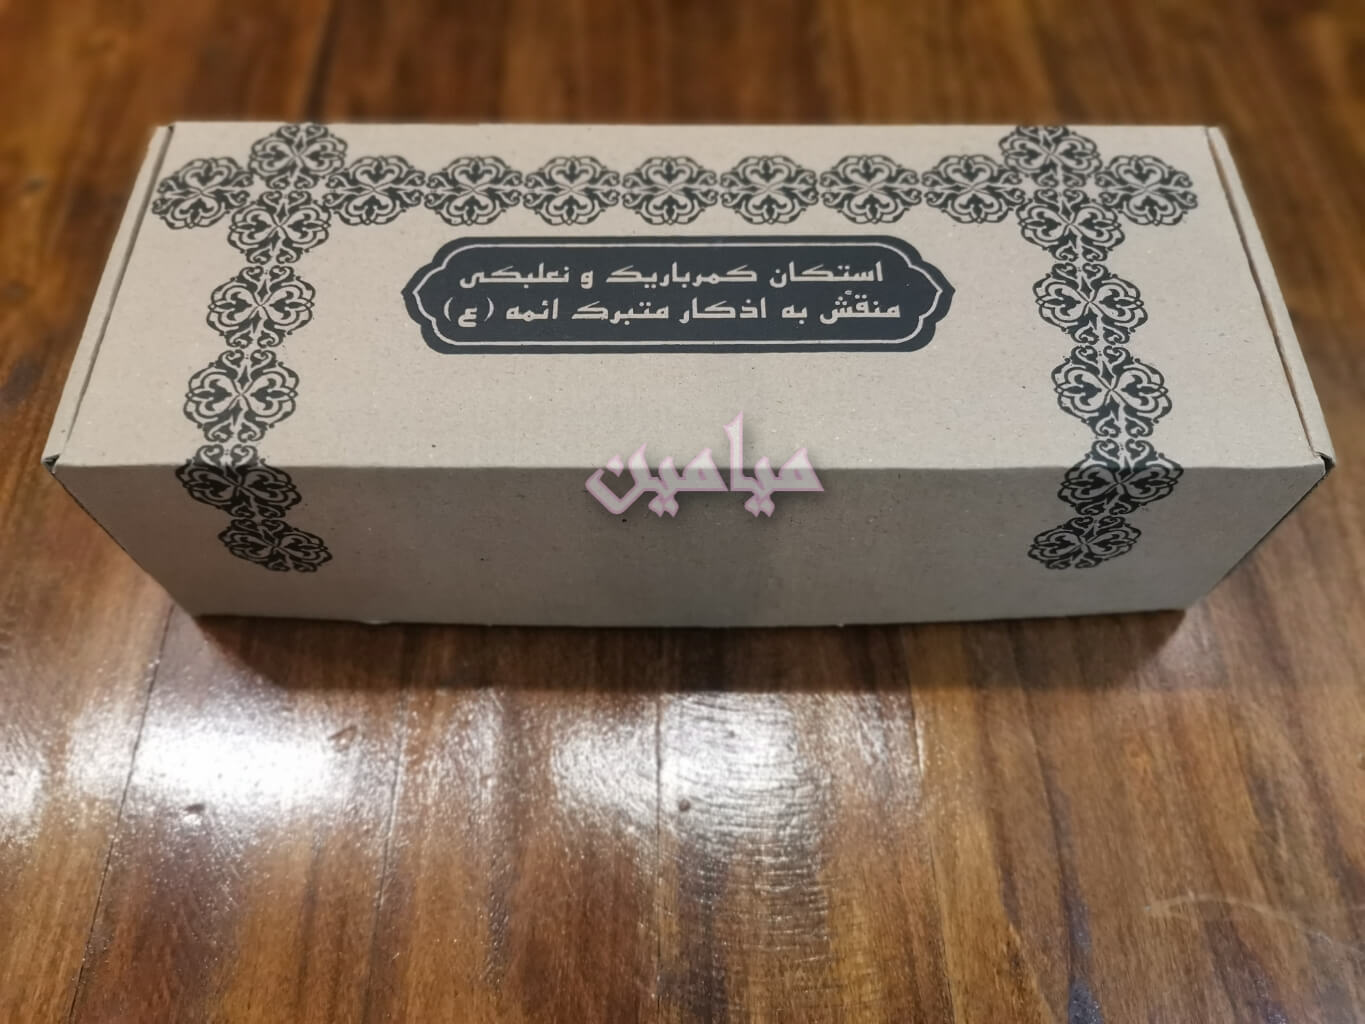 استکان کمرباریک و نعلبکی
منقّش به اذکار متبرک ائمه (ع)
میامین